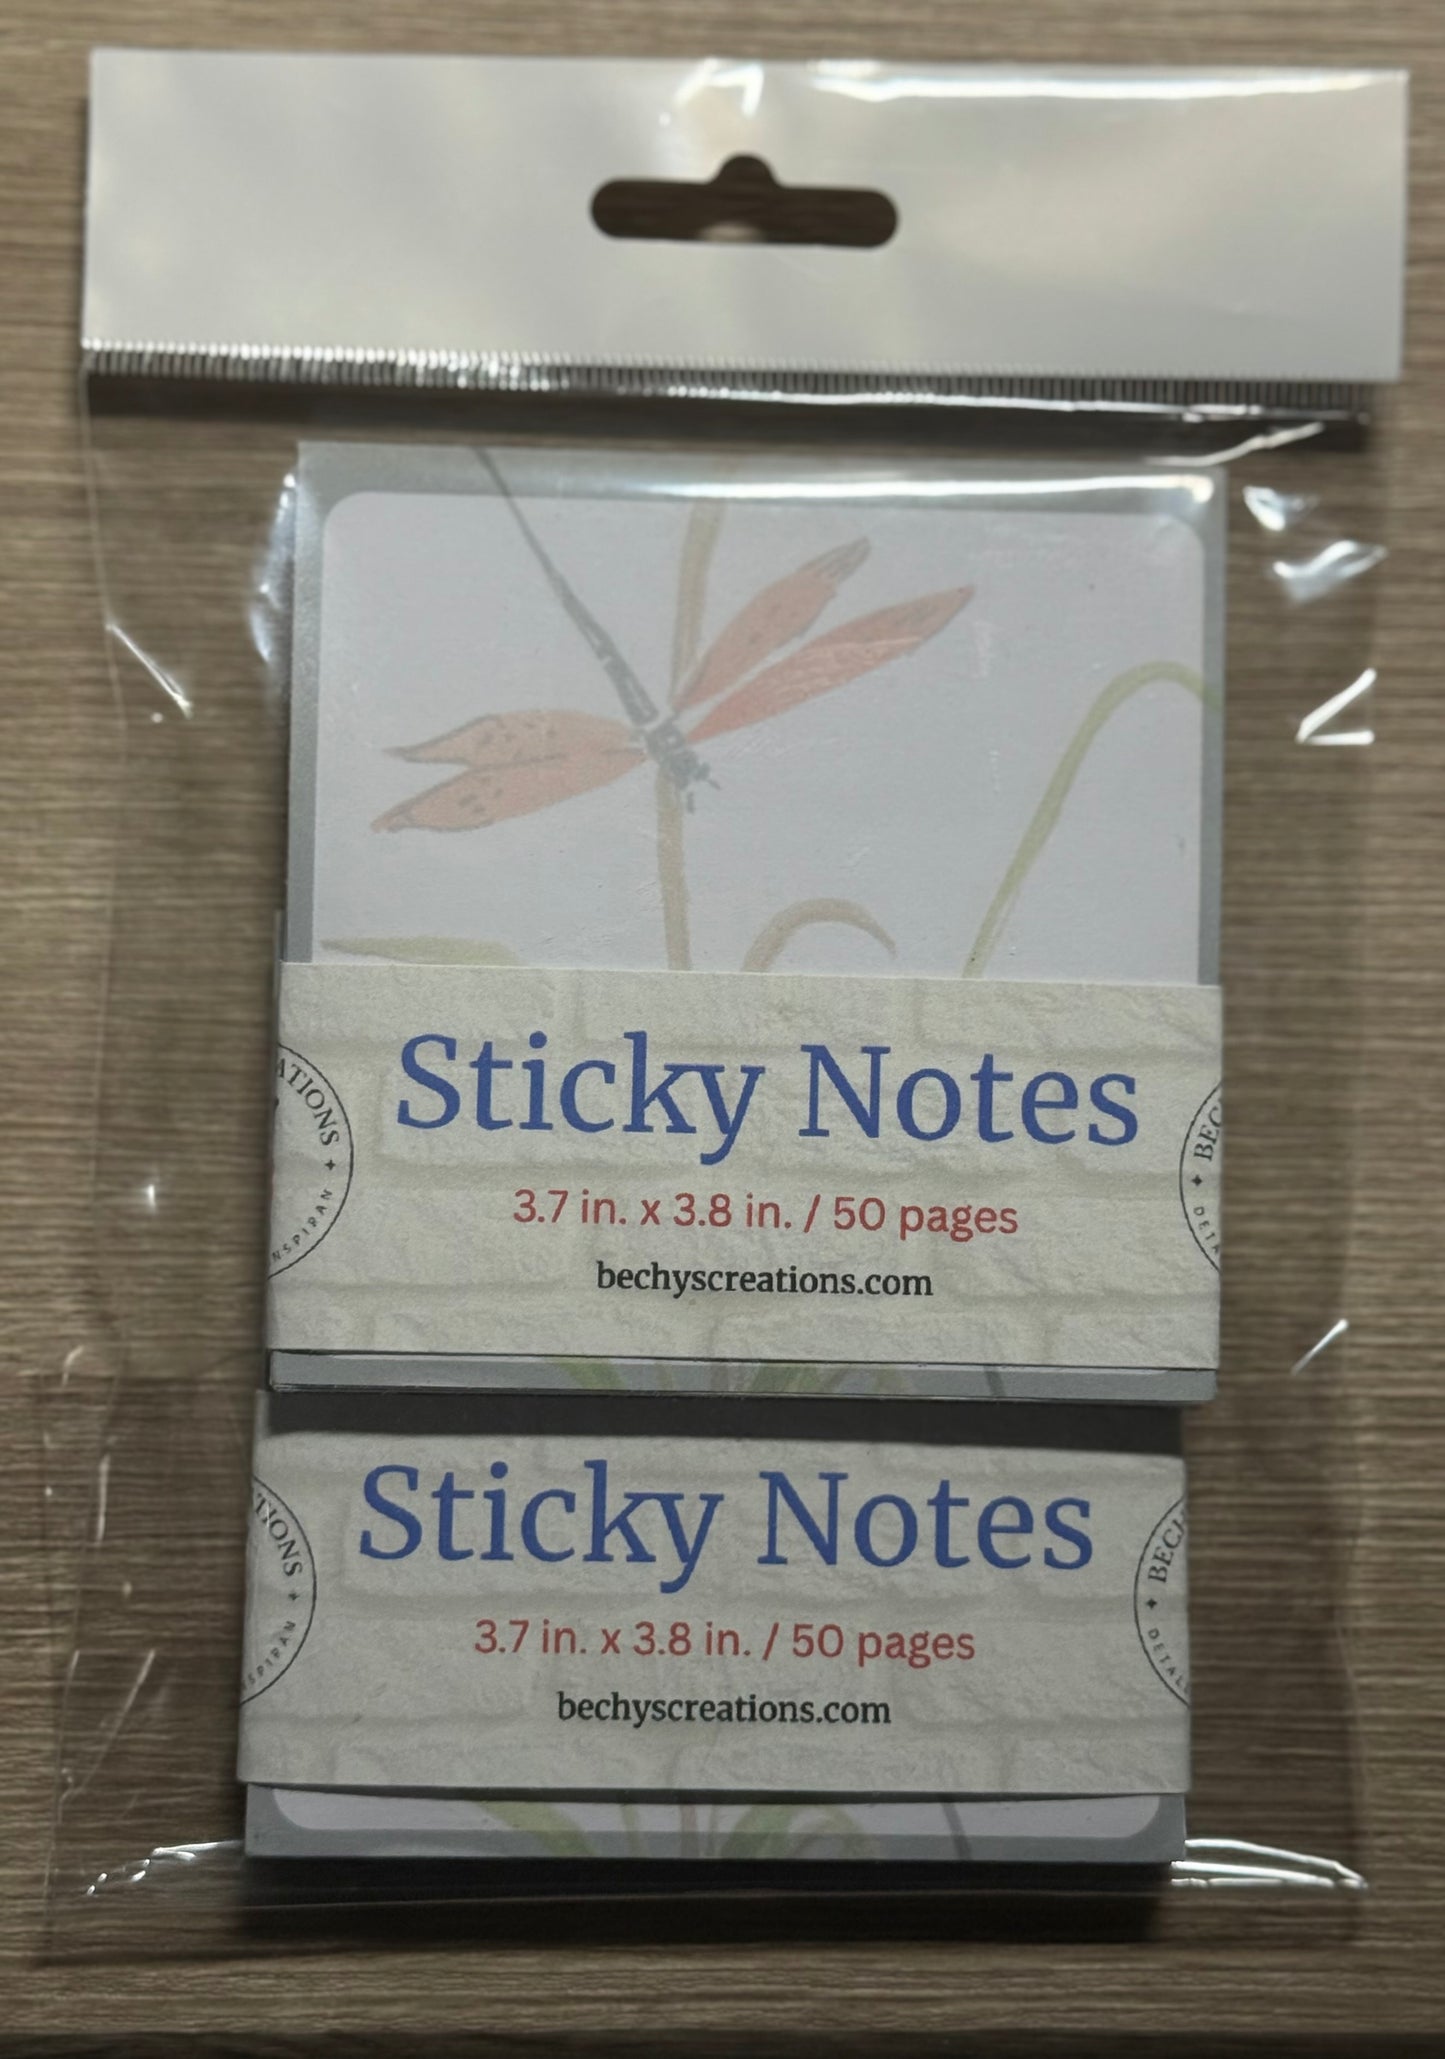 Sticky Notes
3.7 in. x 3.8 in. / 50 pages
bechyscreations.com
Sticky Notes
3.7 in. x 3.8 in. / 50 pages
bechyscreations.com